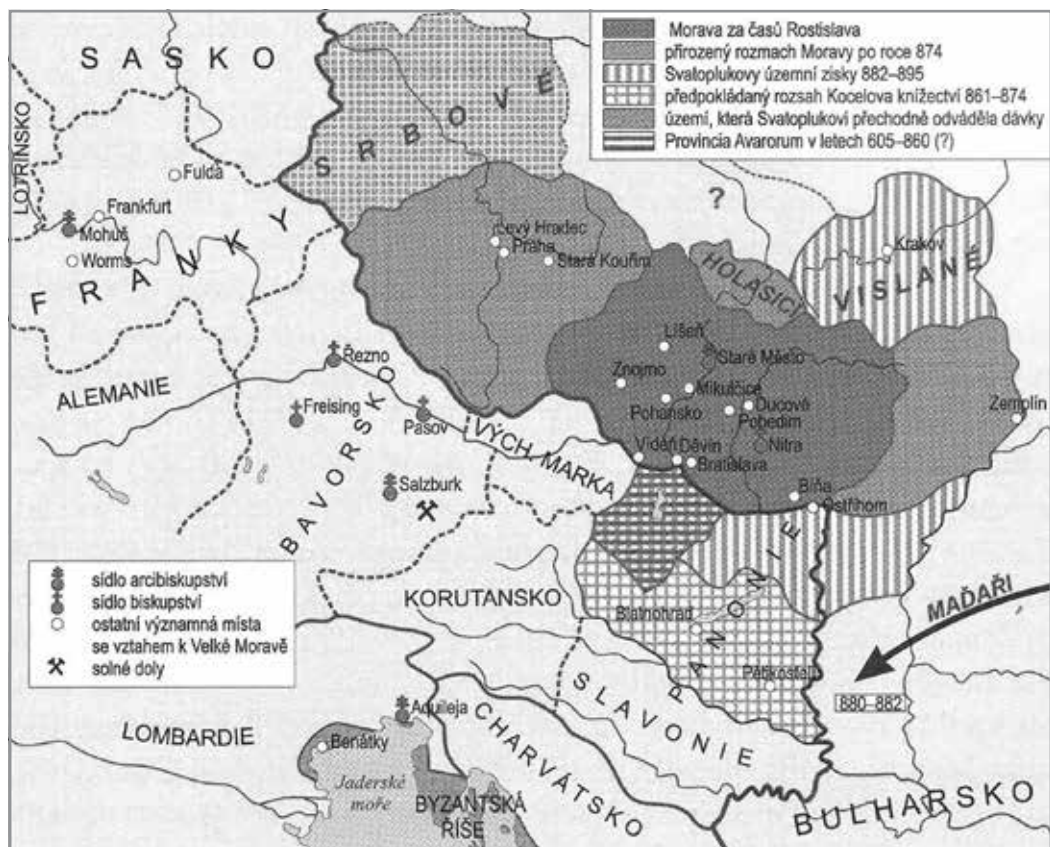 SASKO
SRBOVÉ
Morava za časů Rostislava
přirozený rozmach Moravy po roce 874
Svatoplukovy územní zisky 882–895
předpokládaný rozsah Kocelova knížectví 861–874
území, která Svatoplukovi přechodně odváděla dávky
Provincia Avarorum v letech 605–860 (?)
LOTRINSKO
Fulda
Frankfurt
Mohuč
Worms
FRANKY
?
Levý Hradec
Praha
Stará Kouřim
HOLASICI
Krakov
VISLANÉ
Líšeň
Staré Město
Znojmo
Mikulčice
Pohansko
Ducové
Pobedim
Nitra
Zemplín
Řezno
ALEMANIE
Freising
Pasov
BAVORSKO
VÝCH. MARKA
Vídeň
Děvín
Bratislava
Bíňa
Ostřihom
Salzburk
sídlo arcibiskupství
sídlo biskupství
ostatní významná místa
se vztahem k Velké Moravě
solné doly
KORUTANSKO
Blatnohrad
PANONIE
Pětikostelí
MAĎAŘI
880–882
SLAVONIE
Aquileja
LOMBARDIE
Benátky
Jaderské
moře
CHARVÁTSKO
BYZANTSKÁ
ŘÍŠE
BULHARSKO